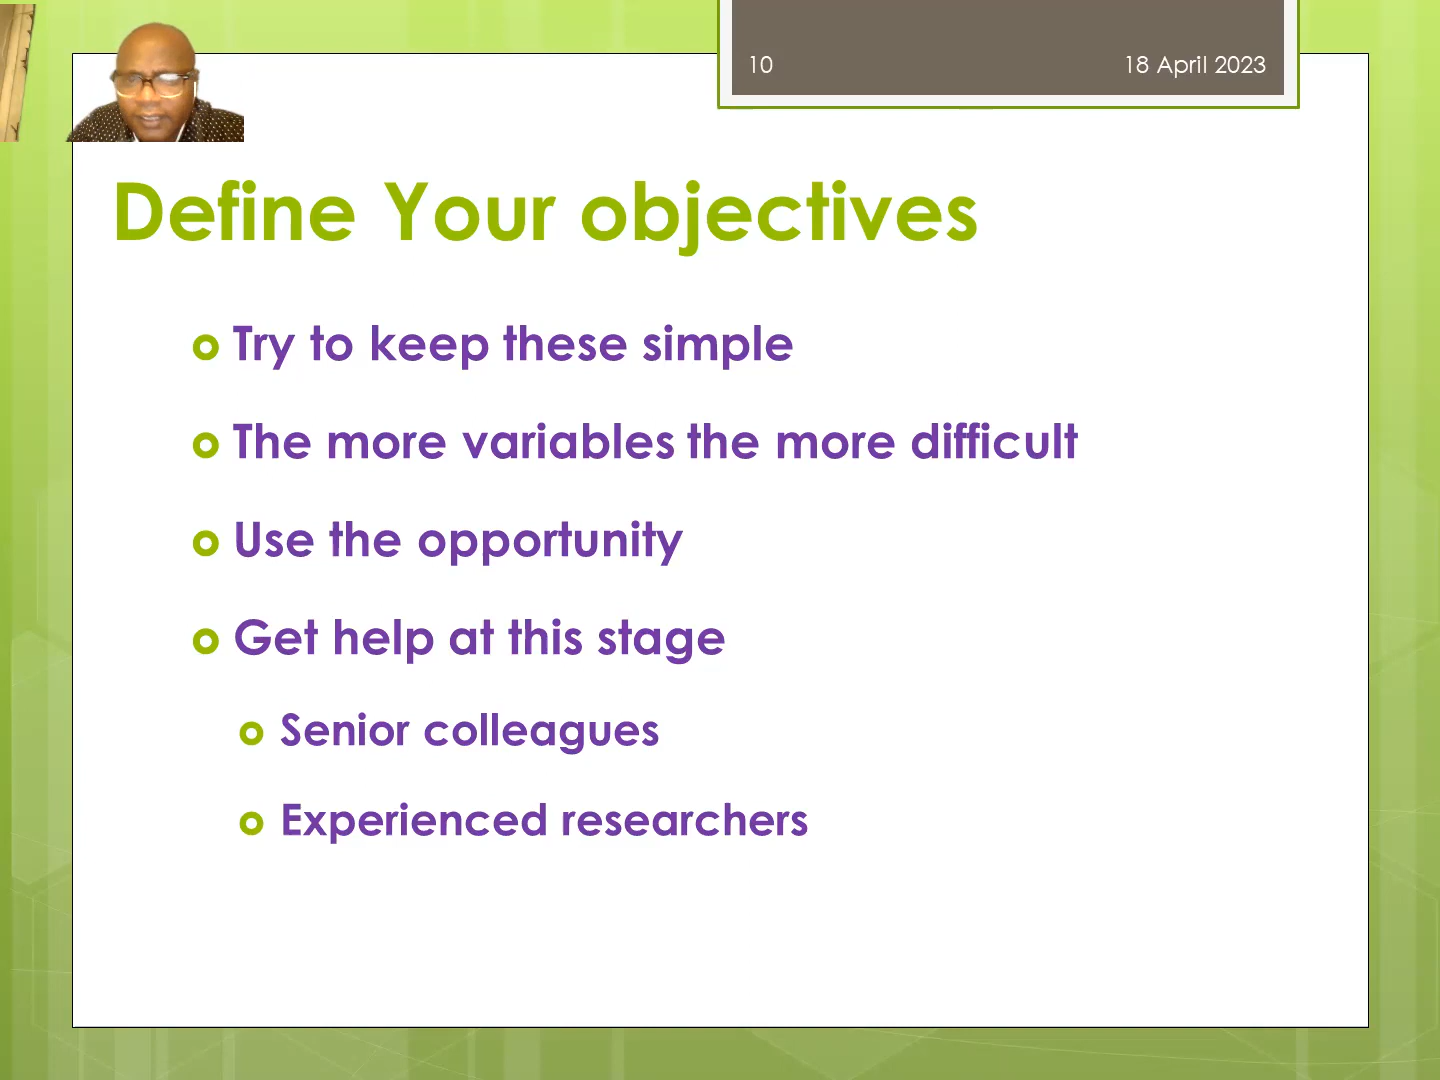 10
18 April 2023
Define Your objectives
Try to keep these simple
The more variables the more difficult
Use the opportunity
Get help at this stage
Senior colleagues
Experienced researchers